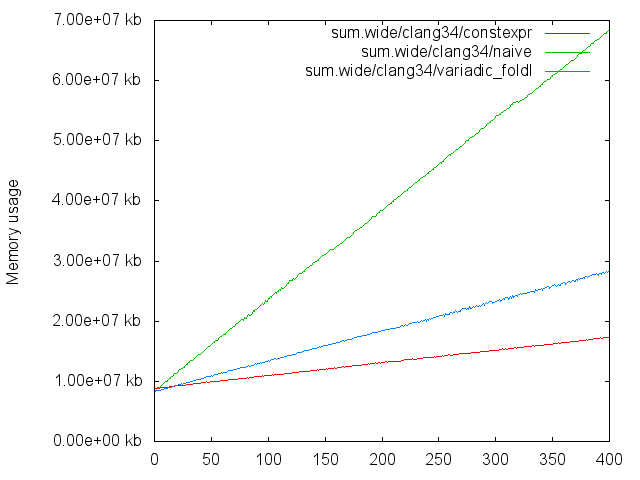 7.00e+07 kb
sum.wide/clang34/constexpr
sum.wide/clang34/naive
sum.wide/clang34/variadic_foldl
6.00e+07 kb
5.00e+07 kb
4.00e+07 kb
3.00e+07 kb
2.00e+07 kb
1.00e+07 kb
0.00e+00 kb
Memory usage
0 50 100 150 200 250 300 350 400